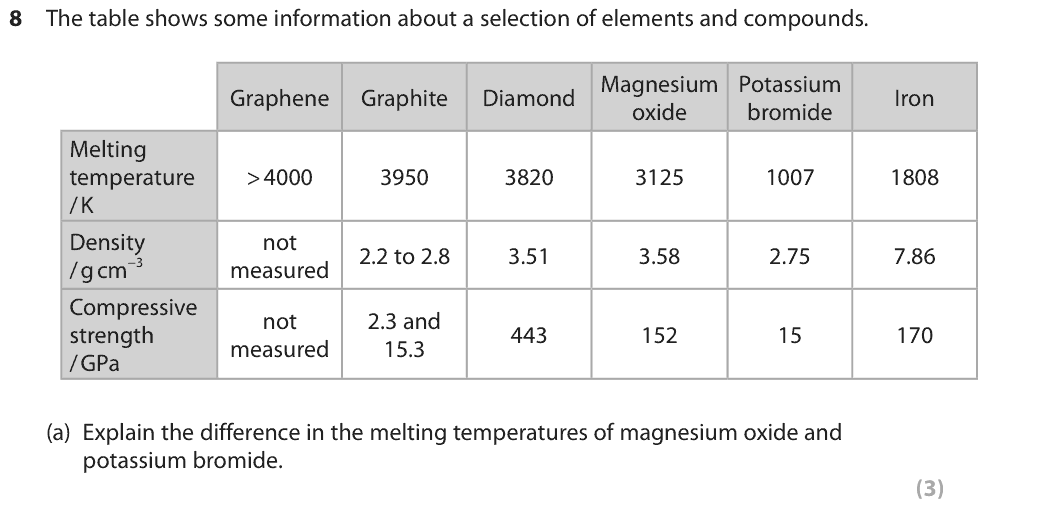 8 The table shows some information about a selection of elements and compounds.
Graphene Graphite Diamond Magnesium oxide Potassium bromide Iron
Melting temperature /K >4000 3950 3820 3125 1007 1808
Density /g cm⁻³ not measured 2.2 to 2.8 3.51 3.58 2.75 7.86
Compressive strength /GPa not measured 2.3 and 15.3 443 152 15 170
(a) Explain the difference in the melting temperatures of magnesium oxide and
potassium bromide.
(3)